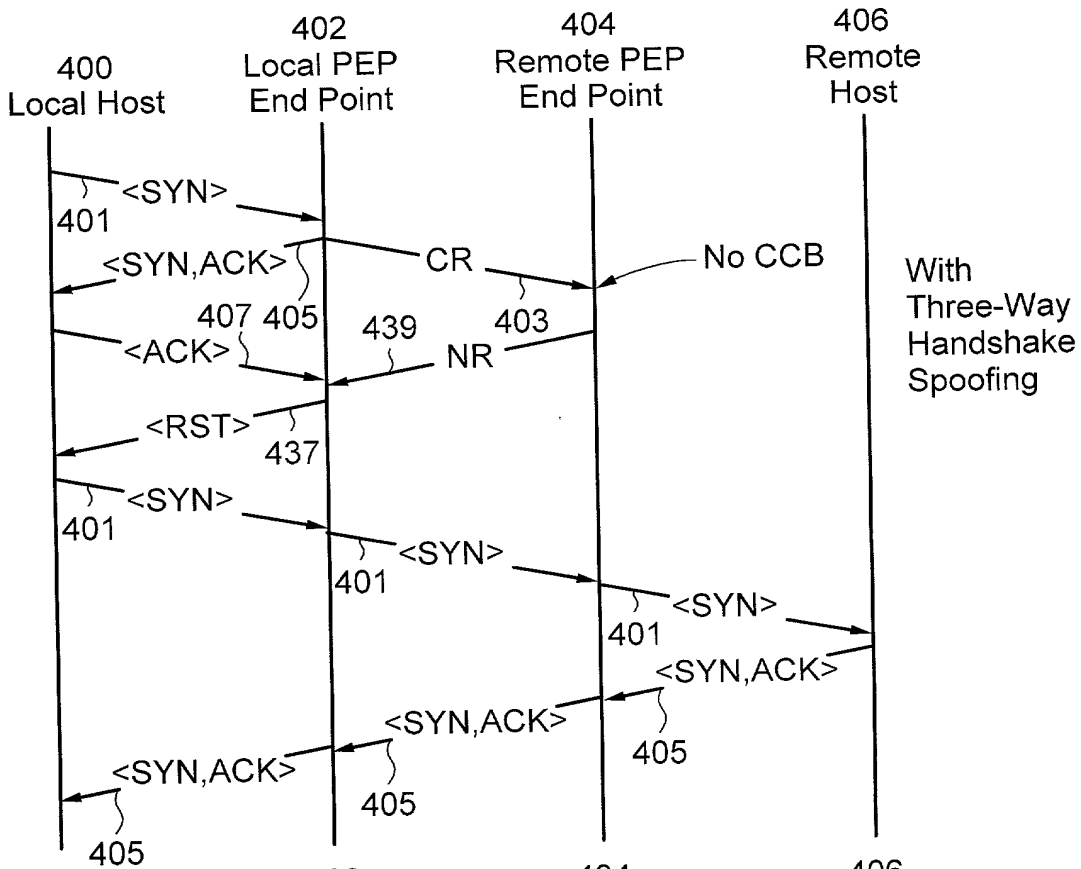 400
Local Host
402
Local PEP
End Point
404
Remote PEP
End Point
406
Remote
Host
<SYN>
401
<SYN,ACK>
405
CR
403
No CCB
With
Three-Way
Handshake
Spoofing
407
<ACK>
439
NR
<RST>
437
<SYN>
401
<SYN>
401
<SYN>
401
<SYN,ACK>
405
<SYN,ACK>
405
<SYN,ACK>
405